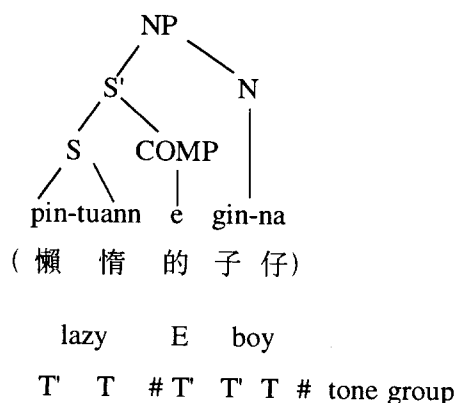 NP
S' N
S COMP
pin-tuann e gin-na
( 懶 惰 的 子 仔)
lazy E boy
T' T # T' T' T # tone group